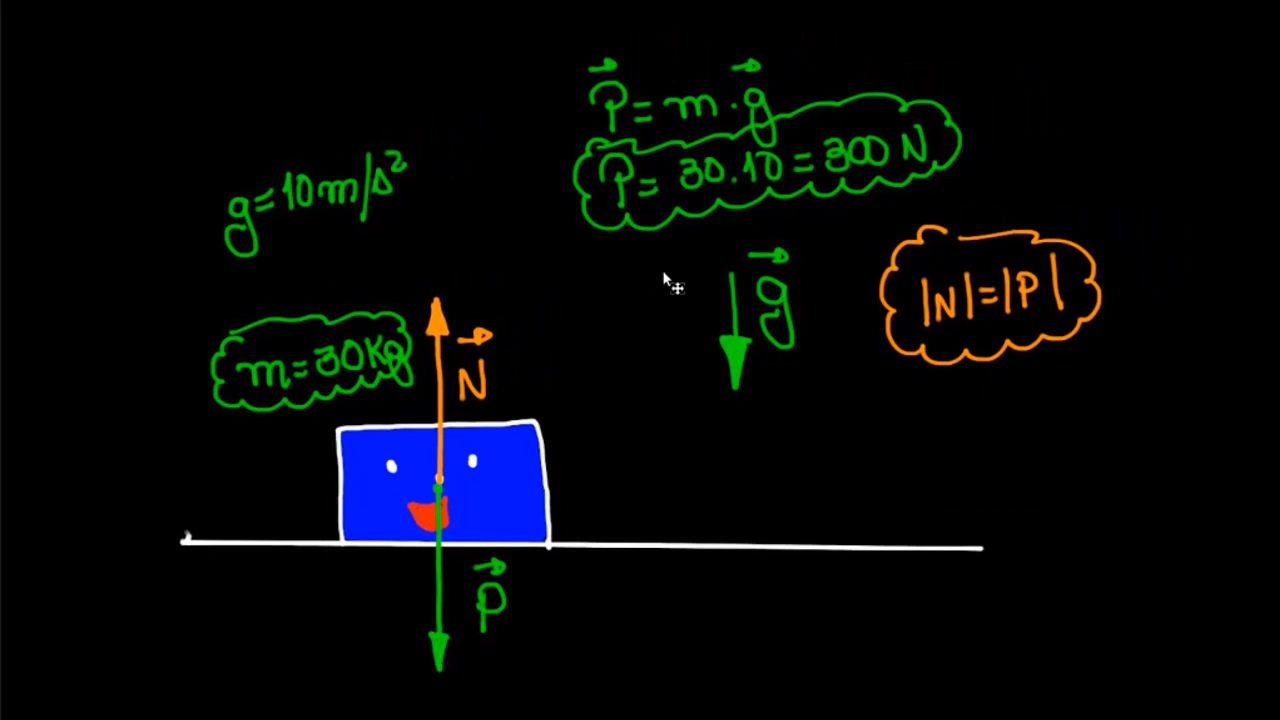 P⃗ = m · g⃗
P = 30.10 = 300 N
g = 10 m/s²
g⃗
|N| = |P|
m = 30 Kg
N⃗
P⃗